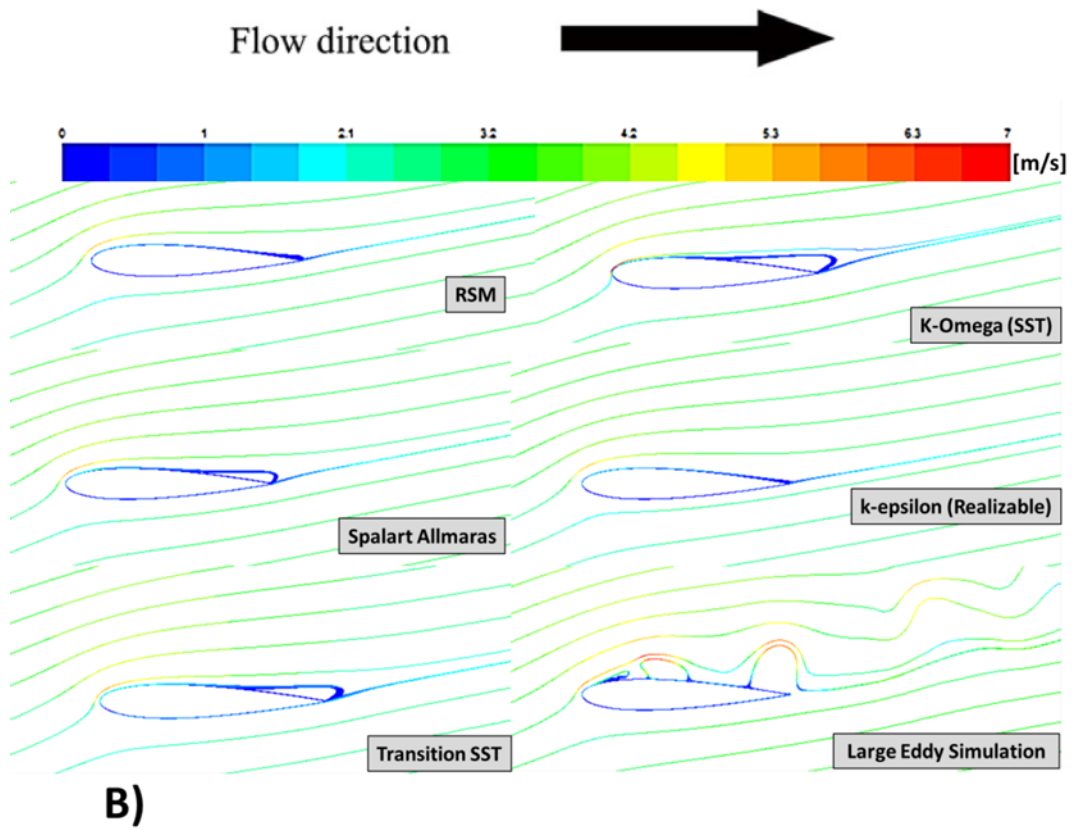 Flow direction
0 1 2.1 3.2 4.2 5.3 6.3 7
[m/s]
RSM
K-Omega (SST)
Spalart Allmaras
k-epsilon (Realizable)
Transition SST
Large Eddy Simulation
B)